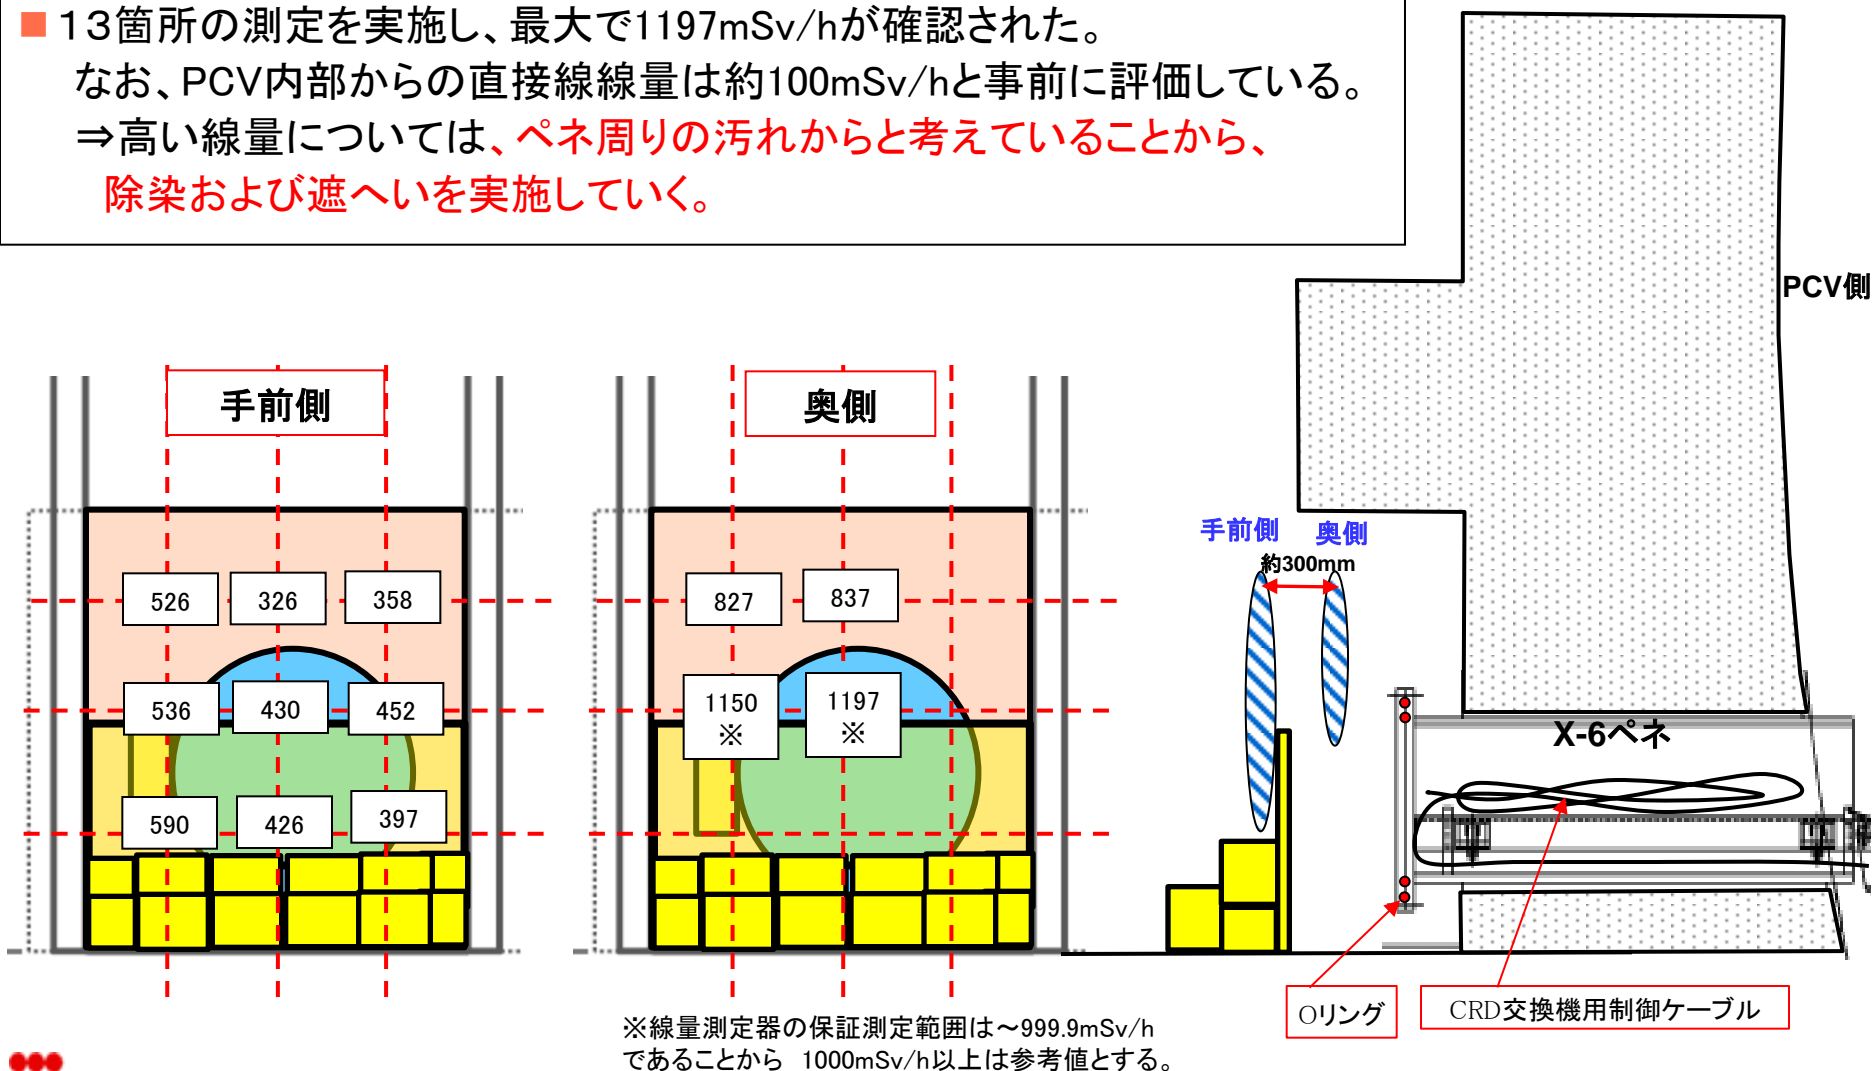 ■13箇所の測定を実施し、最大で1197mSv/hが確認された。
なお、PCV内部からの直接線線量は約100mSv/hと事前に評価している。
⇒高い線量については、ペネ周りの汚れからと考えていることから、
除染および遮へいを実施していく。
PCV側
手前側
526 326 358
536 430 452
590 426 397
奥側
827 837
1150 1197
※ ※
手前側 奥側
約300mm
X-6ペネ
Oリング
CRD交換機用制御ケーブル
※線量測定器の保証測定範囲は～999.9mSv/h
であることから 1000mSv/h以上は参考値とする。